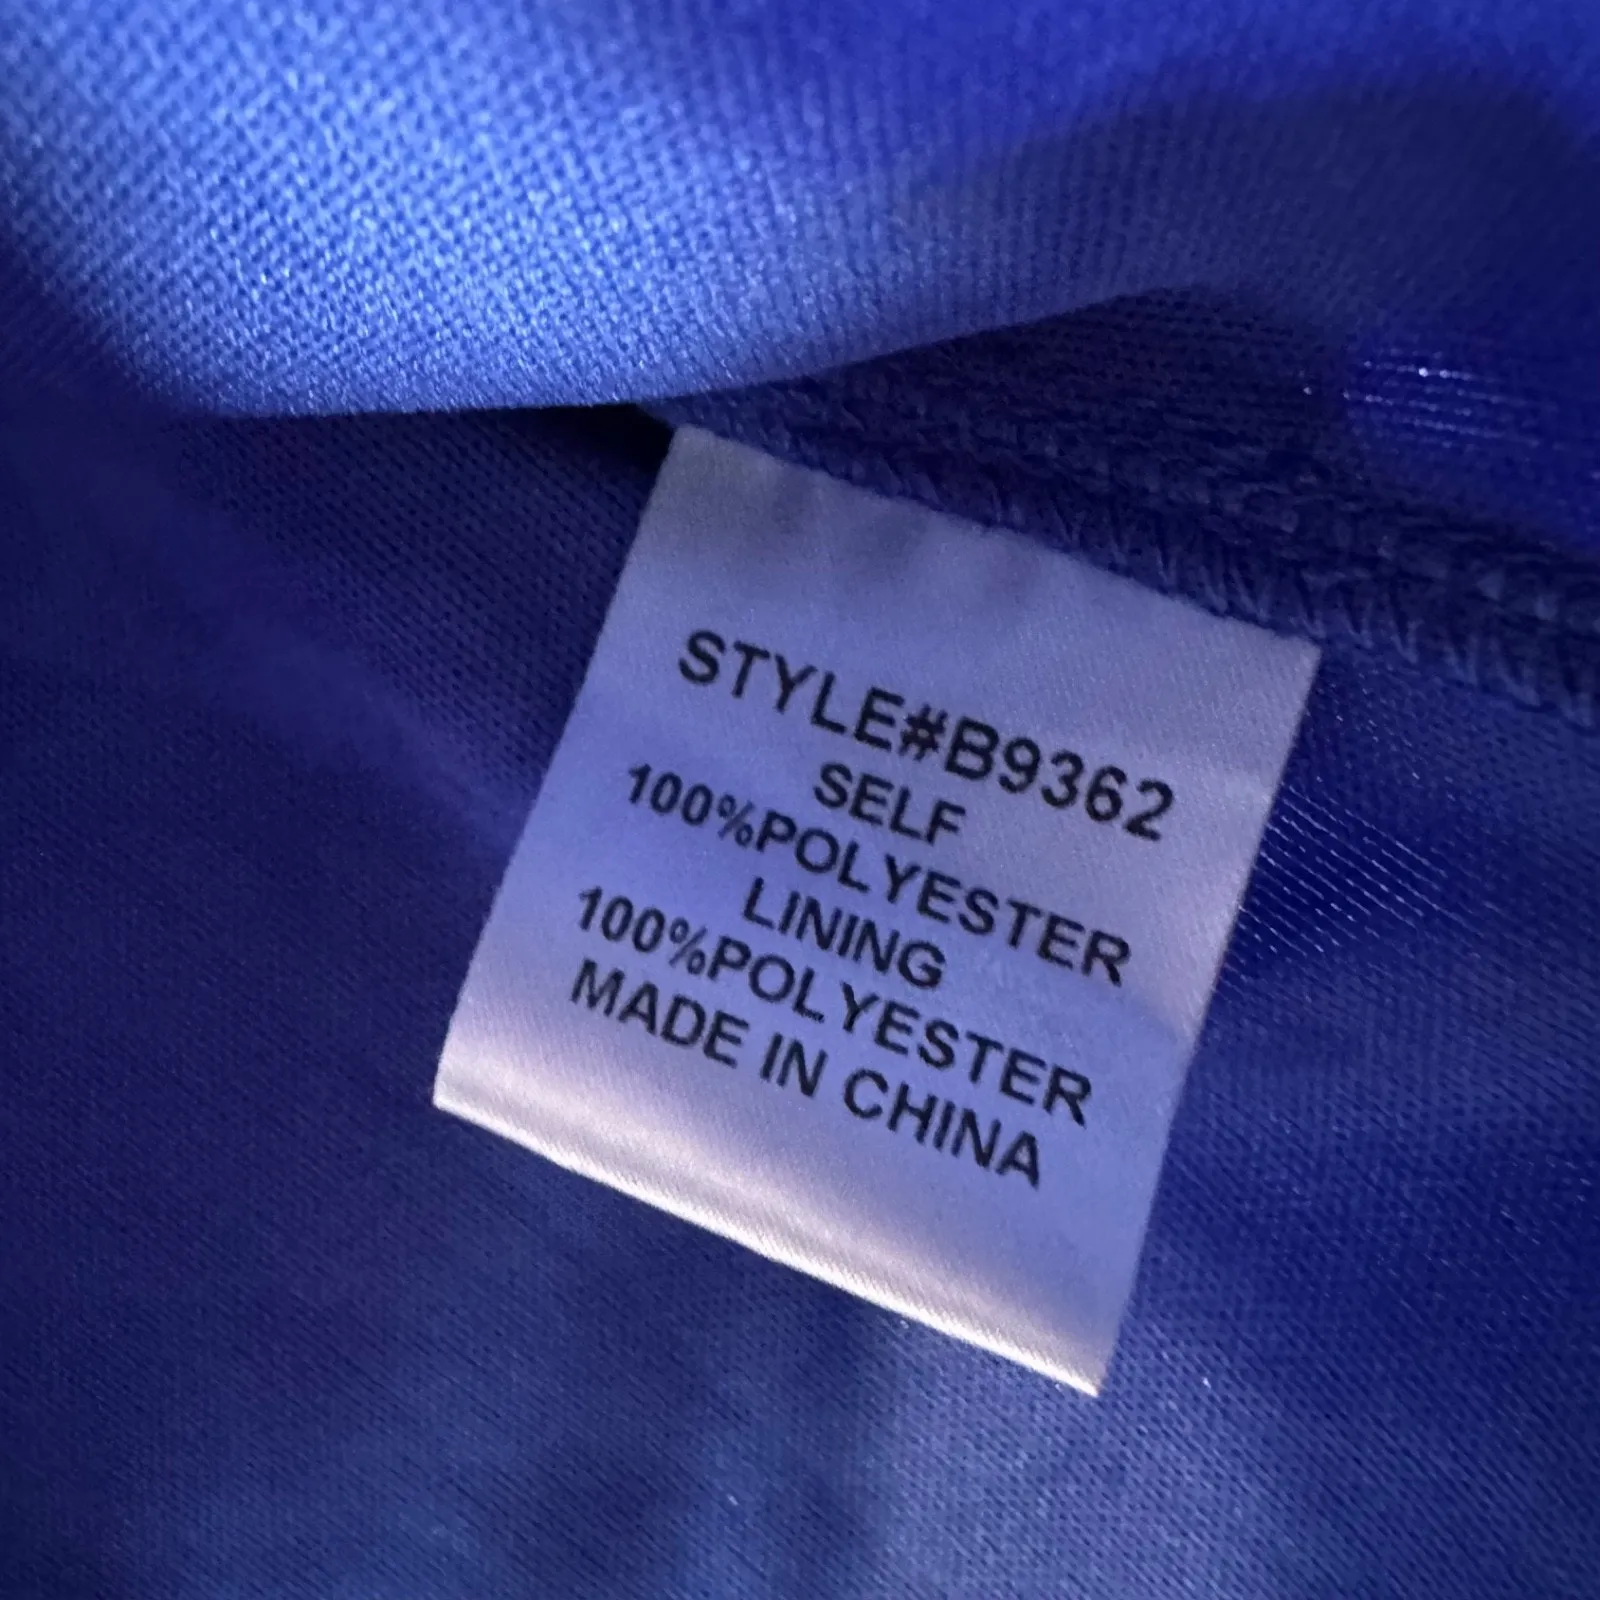 STYLE#B9362
SELF
100%POLYESTER
LINING
100%POLYESTER
MADE IN CHINA